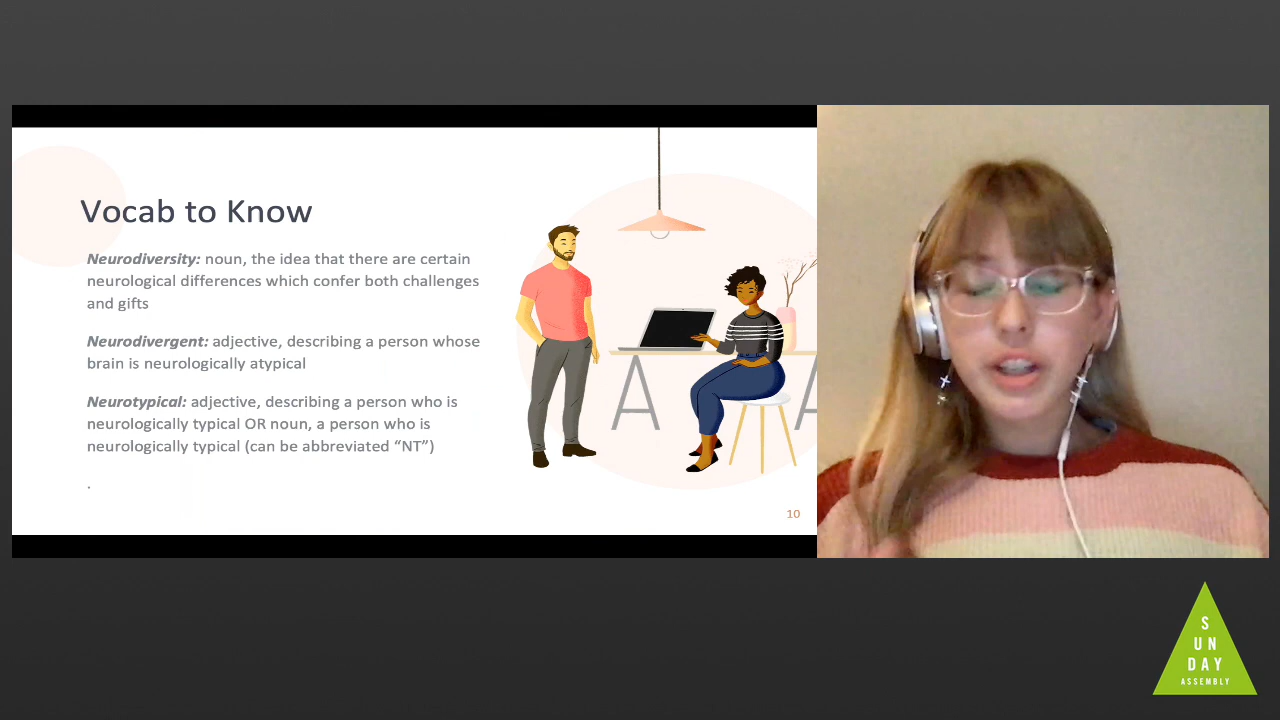 Vocab to Know
Neurodiversity: noun, the idea that there are certain
neurological differences which confer both challenges
and gifts
Neurodivergent: adjective, describing a person whose
brain is neurologically atypical
Neurotypical: adjective, describing a person who is
neurologically typical OR noun, a person who is
neurologically typical (can be abbreviated “NT”)
.
10
S
UN
DAY
ASSEMBLY